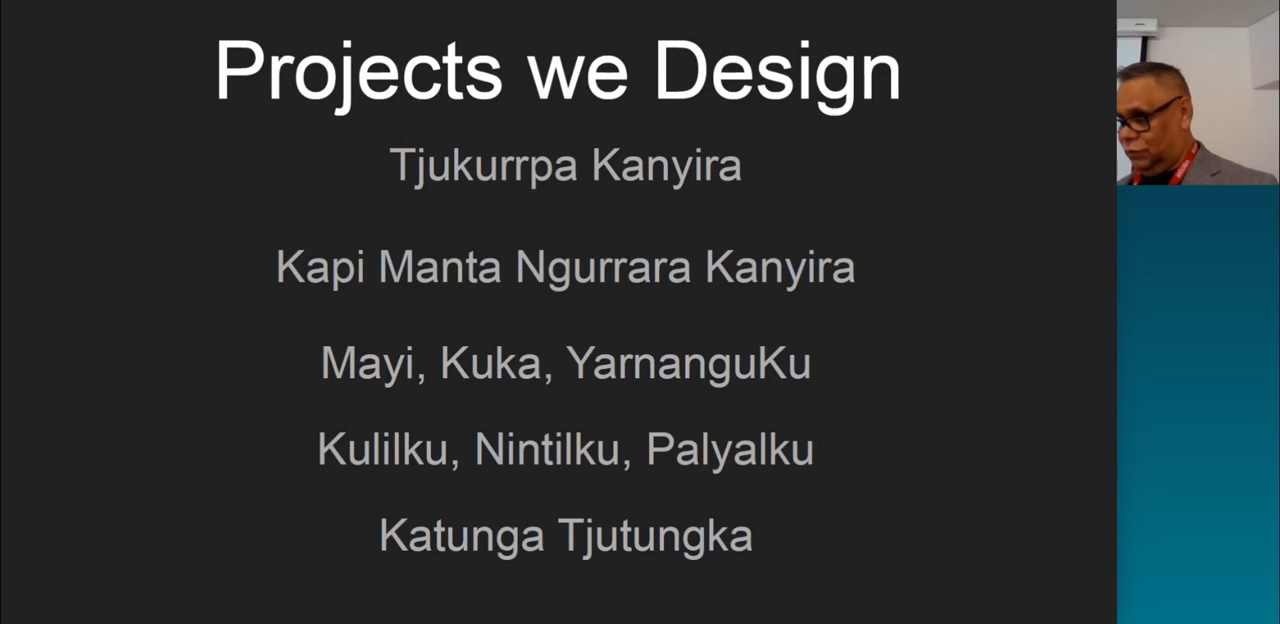 Projects we Design
Tjukurrpa Kanyira
Kapi Manta Ngurrara Kanyira
Mayi, Kuka, YarnanguKu
Kulilku, Nintilku, Palyalku
Katunga Tjutungka